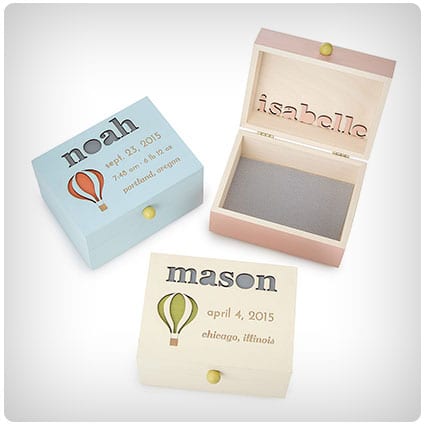 noah
sept. 23, 2015
7:48 am · 6 lb 12 oz
portland, oregon
isabelle
mason
april 4, 2015
chicago, illinois